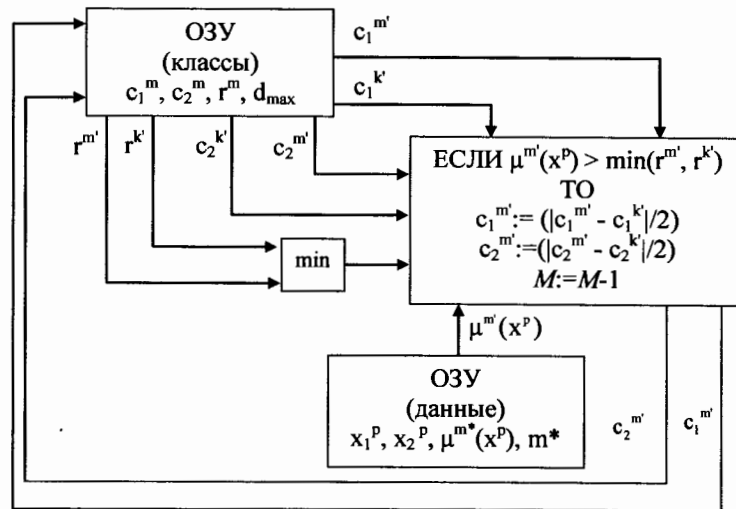 ОЗУ
(классы)
c₁ᵐ, c₂ᵐ, rᵐ, d_max
c₁ᵐ'
c₁ᵏ'
rᵐ'
rᵏ'
c₂ᵏ'
c₂ᵐ'
ЕСЛИ μᵐ'(xᵖ) > min(rᵐ', rᵏ')
ТО
c₁ᵐ':= (|c₁ᵐ' - c₁ᵏ'|/2)
c₂ᵐ':=(|c₂ᵐ' - c₂ᵏ'|/2)
M:=M-1
min
μᵐ'(xᵖ)
ОЗУ
(данные)
x₁ᵖ, x₂ᵖ, μᵐ*(xᵖ), m*
c₂ᵐ'
c₁ᵐ'